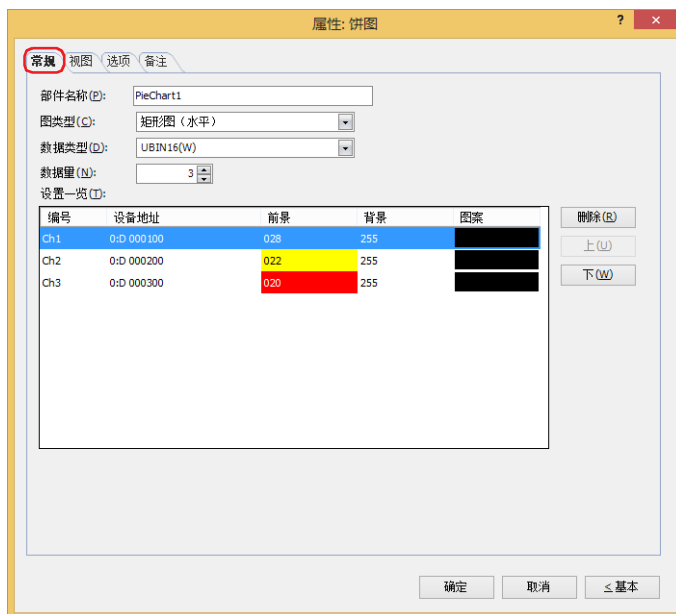 属性: 饼图
? ×
常规 视图 选项 备注
部件名称(P): PieChart1
图类型(C): 矩形图（水平）
数据类型(D): UBIN16(W)
数据量(N): 3
设置一览(T):
编号 设备地址 前景 背景 图案
Ch1 0:D 000100 028 255
Ch2 0:D 000200 022 255
Ch3 0:D 000300 020 255
删除(R)
上(U)
下(W)
确定 取消 ≤基本